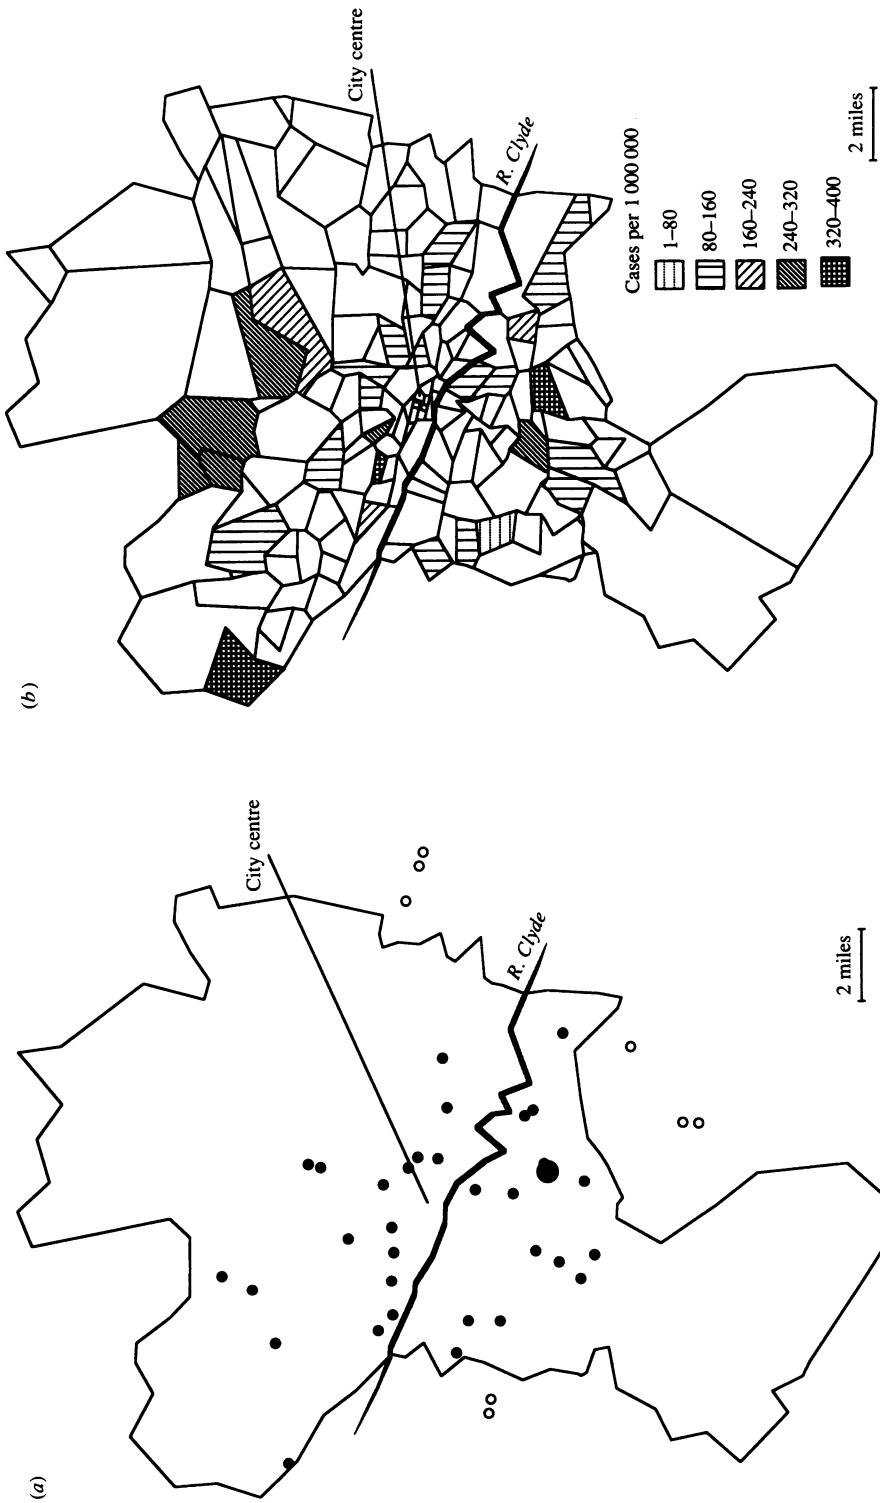 (a)
City centre
R. Clyde
2 miles
(b)
City centre
R. Clyde
Cases per 1 000 000
1–80
80–160
160–240
240–320
320–400
2 miles